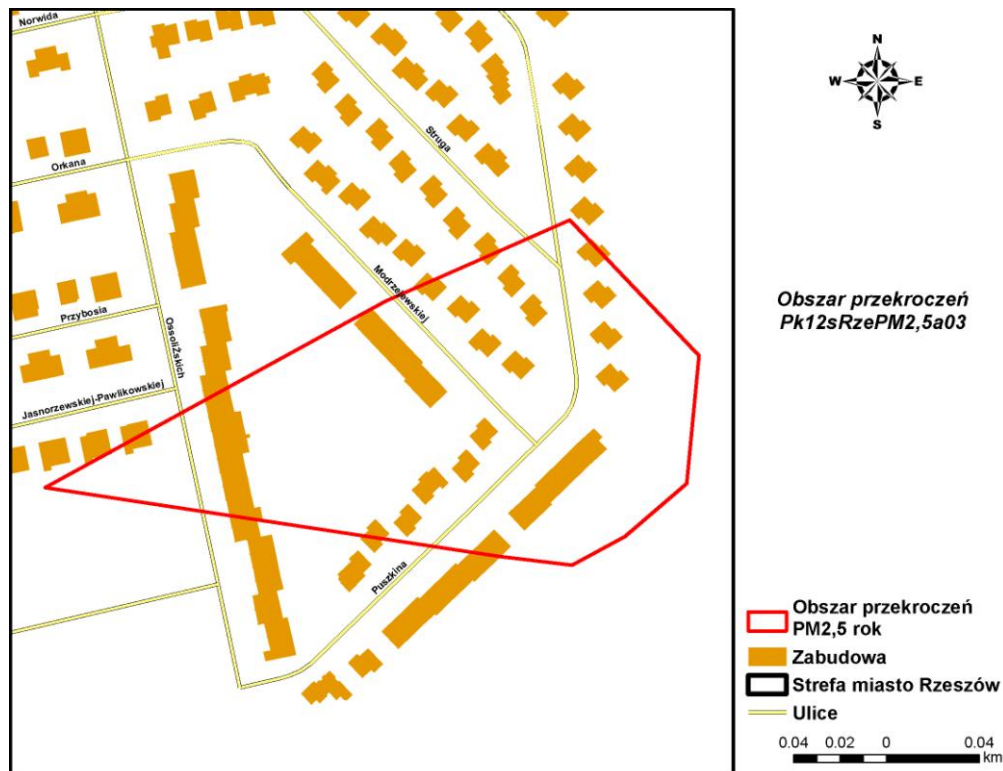 Norwida
Orkana
Struga
Modrzejewskiej
Przybosia
OssoliŻskich
Jasnorzewskiej-Pawlikowskiej
Puszkina
N
W E
S
Obszar przekroczeń
Pk12sRzePM2,5a03
Obszar przekroczeń
PM2,5 rok
Zabudowa
Strefa miasto Rzeszów
Ulice
0.04 0.02 0 0.04
km